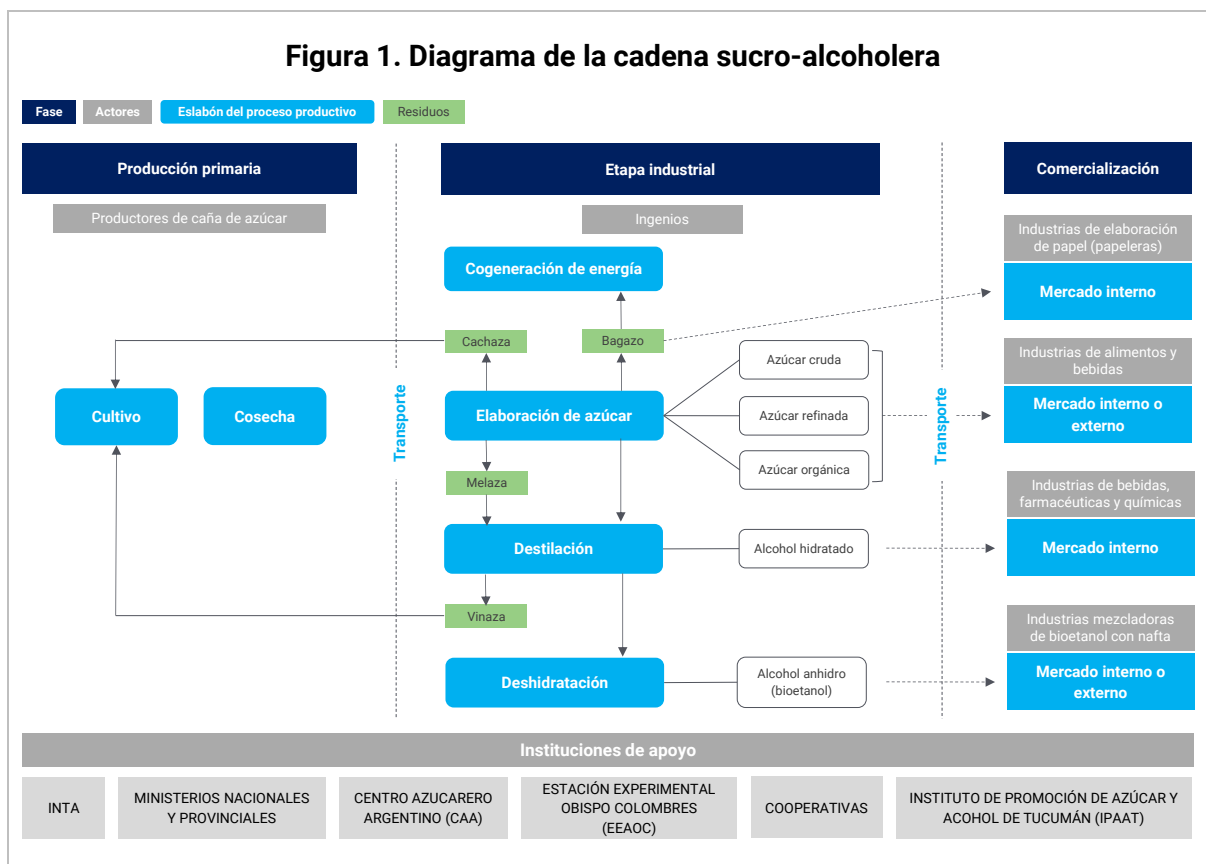 Figura 1. Diagrama de la cadena sucro-alcoholera
Fase
Actores
Eslabón del proceso productivo
Residuos
Producción primaria
Etapa industrial
Comercialización
Productores de caña de azúcar
Ingenios
Industrias de elaboración
de papel (papeleras)
Cogeneración de energía
Mercado interno
Cachaza
Bagazo
Azúcar cruda
Industrias de alimentos y
bebidas
Transporte
Transporte
Cultivo
Cosecha
Elaboración de azúcar
Azúcar refinada
Mercado interno o
externo
Azúcar orgánica
Melaza
Industrias de bebidas,
farmacéuticas y químicas
Destilación
Alcohol hidratado
Mercado interno
Vinaza
Industrias mezcladoras
de bioetanol con nafta
Deshidratación
Alcohol anhidro
(bioetanol)
Mercado interno o
externo
Instituciones de apoyo
INTA
MINISTERIOS NACIONALES
Y PROVINCIALES
CENTRO AZUCARERO
ARGENTINO (CAA)
ESTACIÓN EXPERIMENTAL
OBISPO COLOMBRES
(EEAOC)
COOPERATIVAS
INSTITUTO DE PROMOCIÓN DE AZÚCAR Y
ACOHOL DE TUCUMÁN (IPAAT)